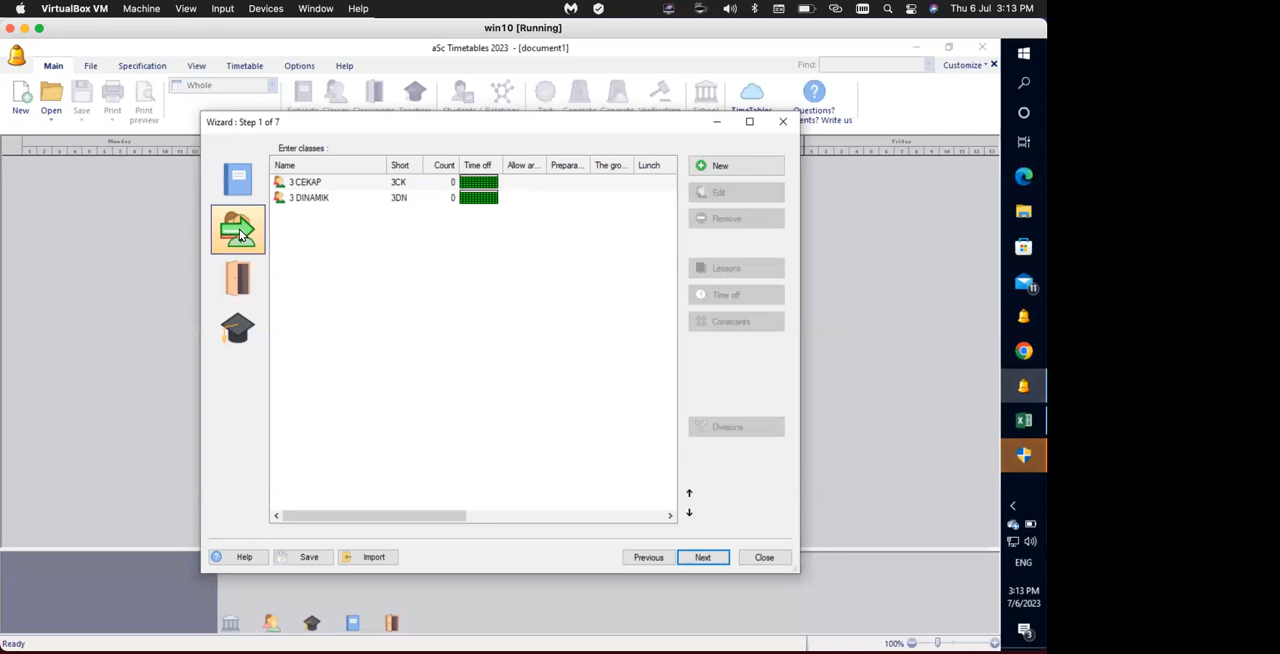 VirtualBox VM Machine View Input Devices Window Help Thu 6 Jul 3:13 PM
win10 [Running]
aSc Timetables 2023 - [document1]
Main File Specification View Timetable Options Help Find: Customize
Whole
New Open Save Print Print preview
TimeTables Questions?
Write us
Monday Friday
Wizard : Step 1 of 7
Enter classes :
Name Short Count Time off Allow ar... Prepara... The gro... Lunch
3 CEKAP 3CK 0
3 DINAMIK 3DN 0
New
Edit
Remove
Lessons
Time off
Constraints
Divisions
Help Save Import Previous Next Close
11
ENG
3:13 PM
7/6/2023
3
Ready 100%